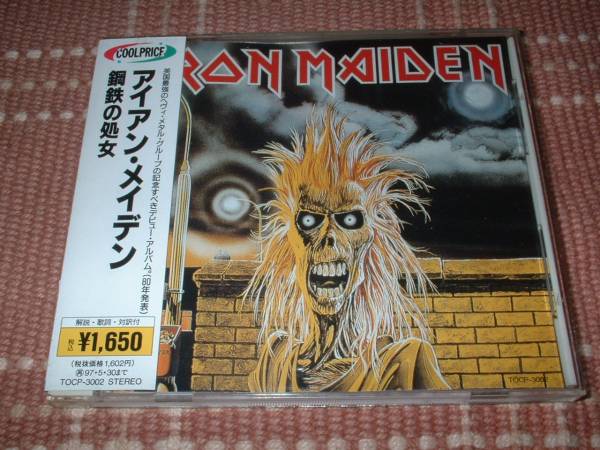 COOLPRICE
アイアン・メイデン
鋼鉄の処女
英国最強のヘヴィ・メタル・グループの記念すべきデビュー・アルバム。(80年発表)
解説・歌詞・対訳付
税込 ¥1,650
(税抜価格1,602円)
再 97・5・30まで
TOCP-3002 STEREO
RON MAIDEN
TOCP-3002